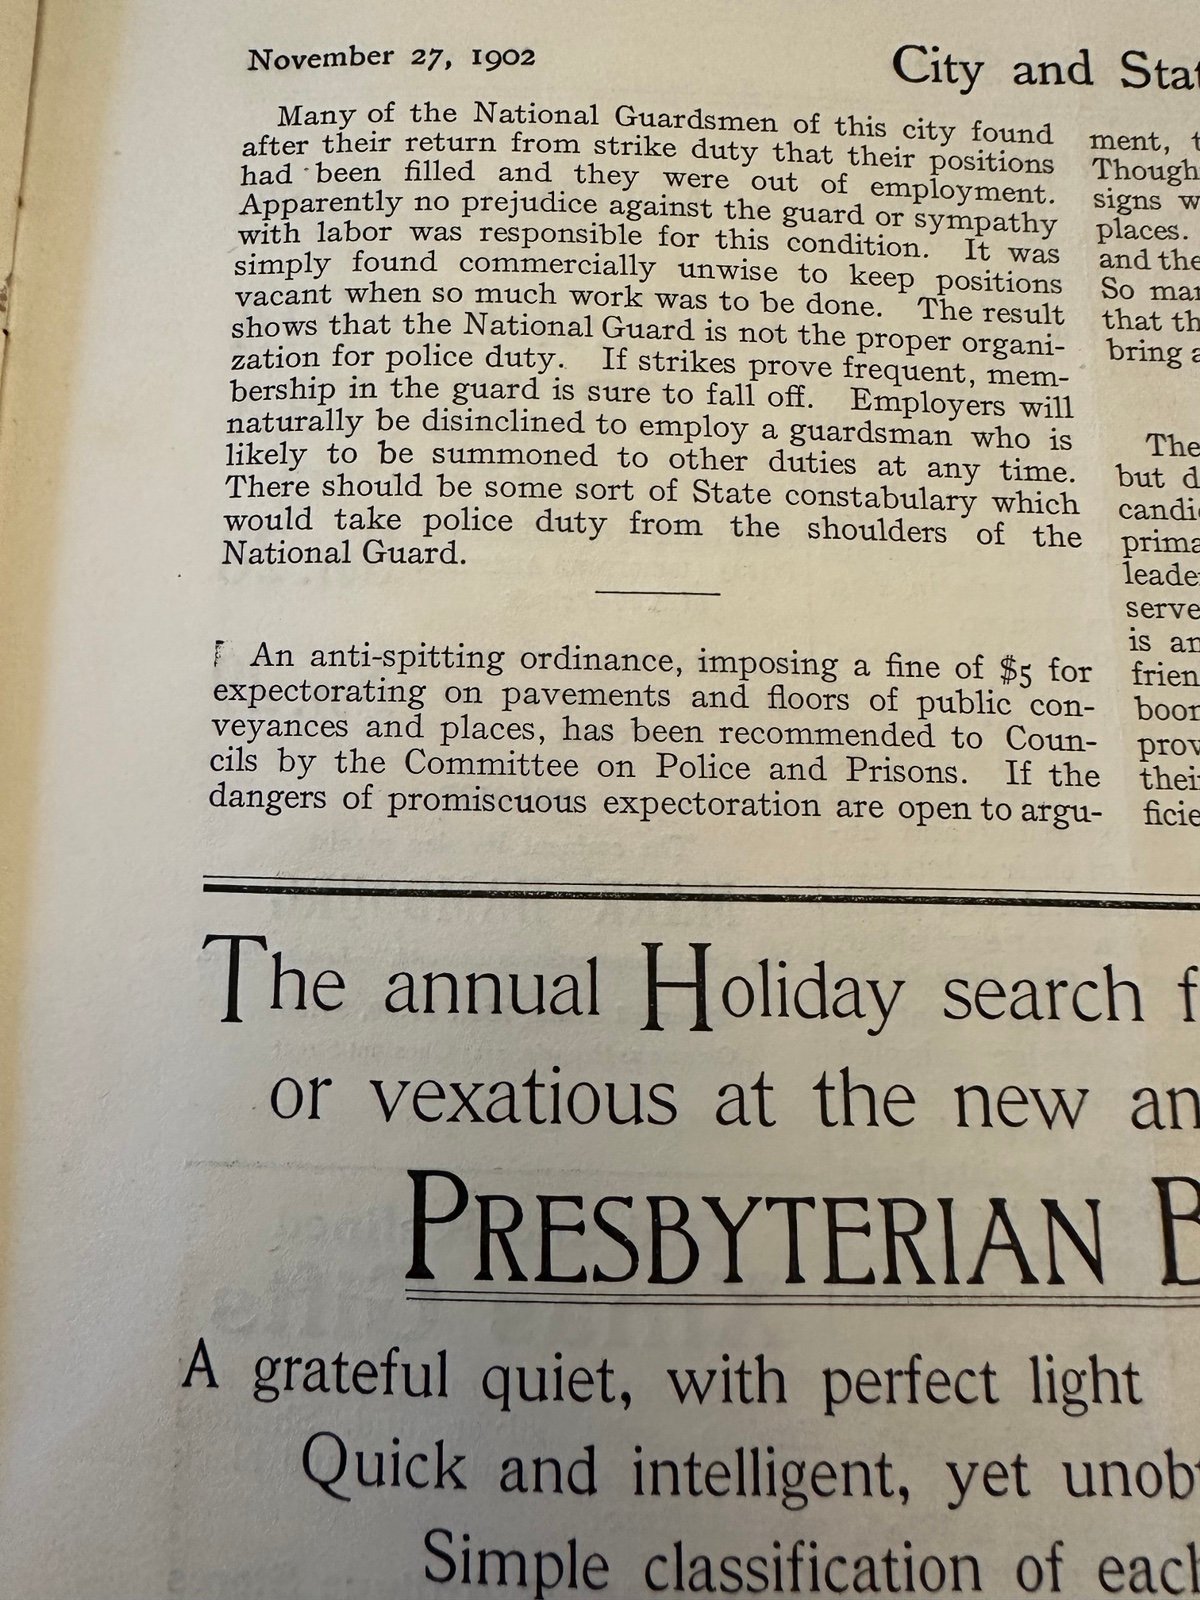 November 27, 1902
City and Stat
Many of the National Guardsmen of this city found
after their return from strike duty that their positions
had been filled and they were out of employment.
Apparently no prejudice against the guard or sympathy
with labor was responsible for this condition. It was
simply found commercially unwise to keep positions
vacant when so much work was to be done. The result
shows that the National Guard is not the proper organi-
zation for police duty. If strikes prove frequent, mem-
bership in the guard is sure to fall off. Employers will
naturally be disinclined to employ a guardsman who is
likely to be summoned to other duties at any time.
There should be some sort of State constabulary which
would take police duty from the shoulders of the
National Guard.
An anti-spitting ordinance, imposing a fine of $5 for
expectorating on pavements and floors of public con-
veyances and places, has been recommended to Coun-
cils by the Committee on Police and Prisons. If the
dangers of promiscuous expectoration are open to argu-
ment, t
Though
signs w
places.
and the
So mar
that th
bring a
The
but d
candi
prima
leade
serve
is an
frien
boor
prov
thei
ficie
The annual Holiday search f
or vexatious at the new an
PRESBYTERIAN B
A grateful quiet, with perfect light
Quick and intelligent, yet unobt
Simple classification of each